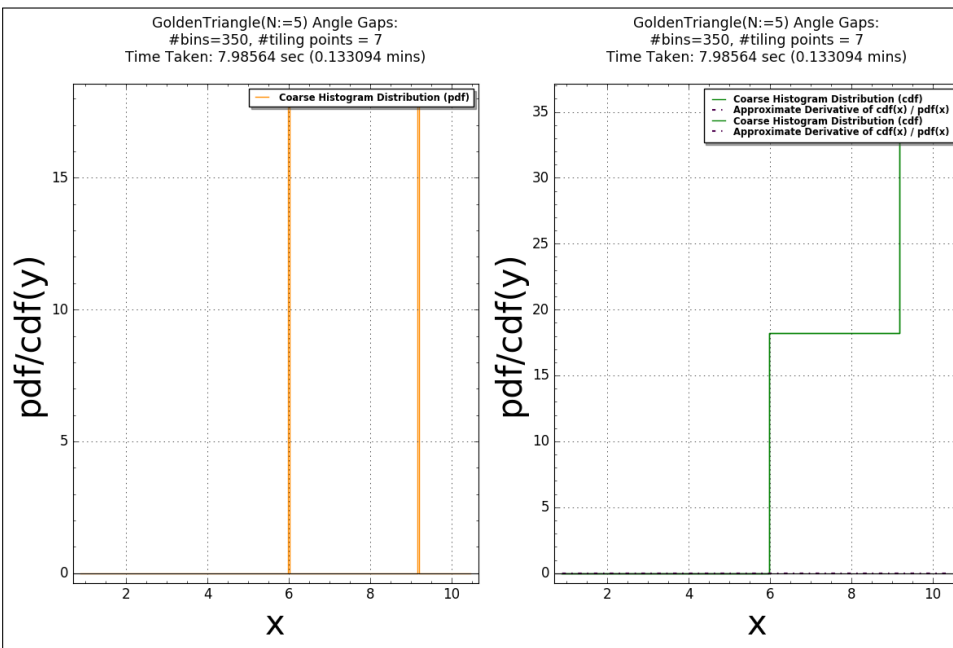 GoldenTriangle(N:=5) Angle Gaps:
#bins=350, #tiling points = 7
Time Taken: 7.98564 sec (0.133094 mins)
Coarse Histogram Distribution (pdf)
15
10
5
0
pdf/cdf(y)
2
4
6
8
10
x
GoldenTriangle(N:=5) Angle Gaps:
#bins=350, #tiling points = 7
Time Taken: 7.98564 sec (0.133094 mins)
Coarse Histogram Distribution (cdf)
Approximate Derivative of cdf(x) / pdf(x)
Coarse Histogram Distribution (cdf)
Approximate Derivative of cdf(x) / pdf(x)
35
30
25
20
15
10
5
0
pdf/cdf(y)
2
4
6
8
10
x